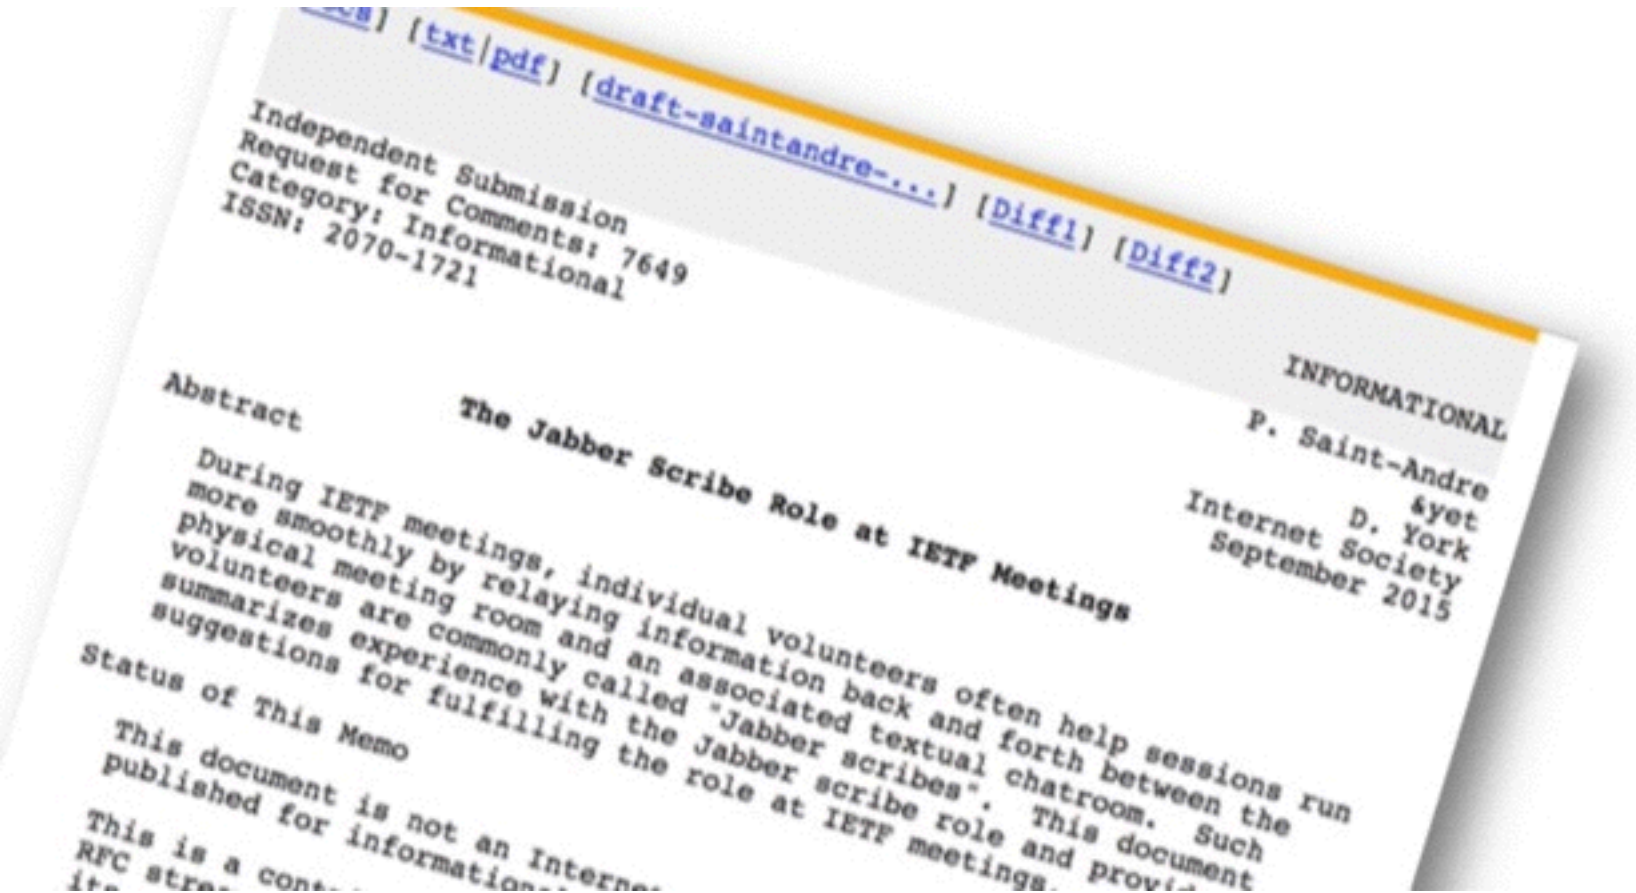 [txt|pdf] [draft-saintandre-...] [Diff1] [Diff2]
INFORMATIONAL
Independent Submission P. Saint-Andre
Request for Comments: 7649 &yet
Category: Informational D. York
ISSN: 2070-1721 Internet Society
September 2015
The Jabber Scribe Role at IETF Meetings
Abstract
During IETF meetings, individual volunteers often help sessions run
more smoothly by relaying information back and forth between the
physical meeting room and an associated textual chatroom. Such
volunteers are commonly called "Jabber scribes". This document
summarizes experience with the Jabber scribe role and
suggestions for fulfilling the role at IETF meetings.
Status of This Memo
This document is not an Internet
published for
This is a
RFC
its